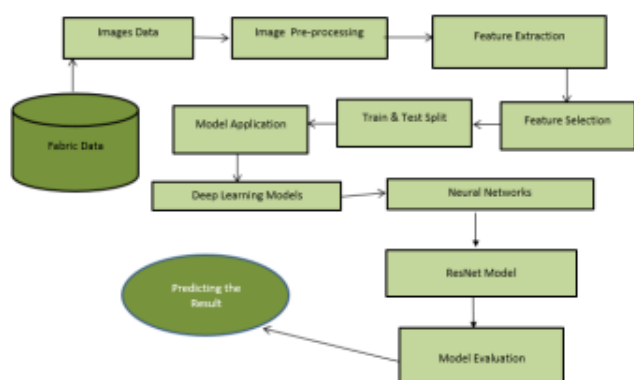 Images Data
Image Pre-processing
Feature Extraction
Fabric Data
Model Application
Train & Test Split
Feature Selection
Deep Learning Models
Neural Networks
ResNet Model
Predicting the
Result
Model Evaluation